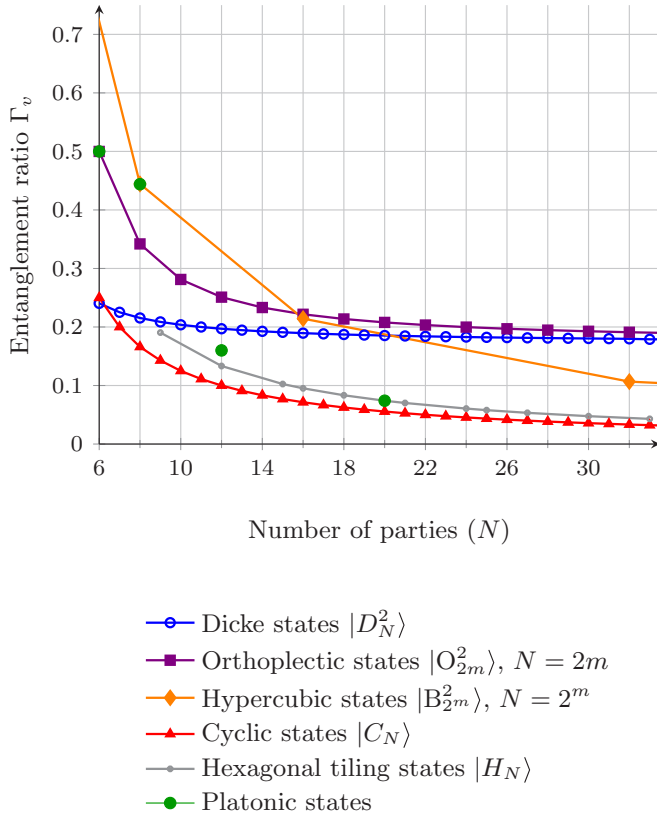 0.7
0.6
0.5
0.4
0.3
0.2
0.1
0
Entanglement ratio Γ_v
6 10 14 18 22 26 30
Number of parties (N)
Dicke states |D_N^2⟩
Orthoplectic states |O_{2m}^2⟩, N = 2m
Hypercubic states |B_{2^m}^2⟩, N = 2^m
Cyclic states |C_N⟩
Hexagonal tiling states |H_N⟩
Platonic states